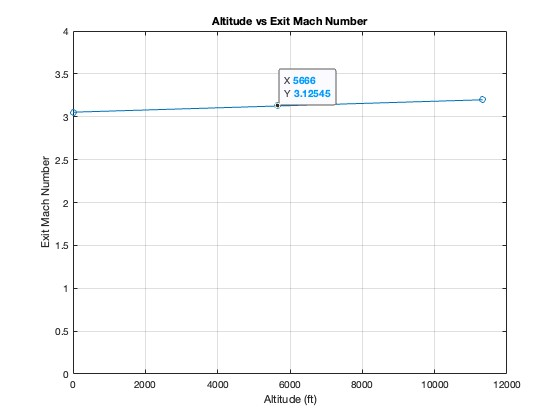 Altitude vs Exit Mach Number
4
3.5
3
2.5
2
1.5
1
0.5
0
Exit Mach Number
X 5666
Y 3.12545
0 2000 4000 6000 8000 10000 12000
Altitude (ft)